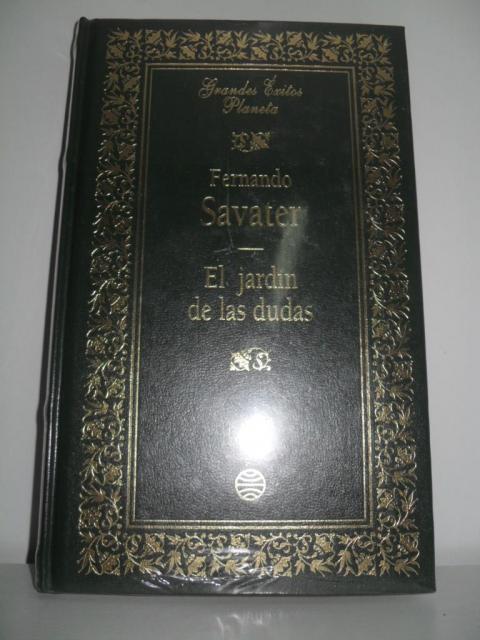 Grandes Éxitos
Planeta
Fernando
Savater
El jardín
de las dudas